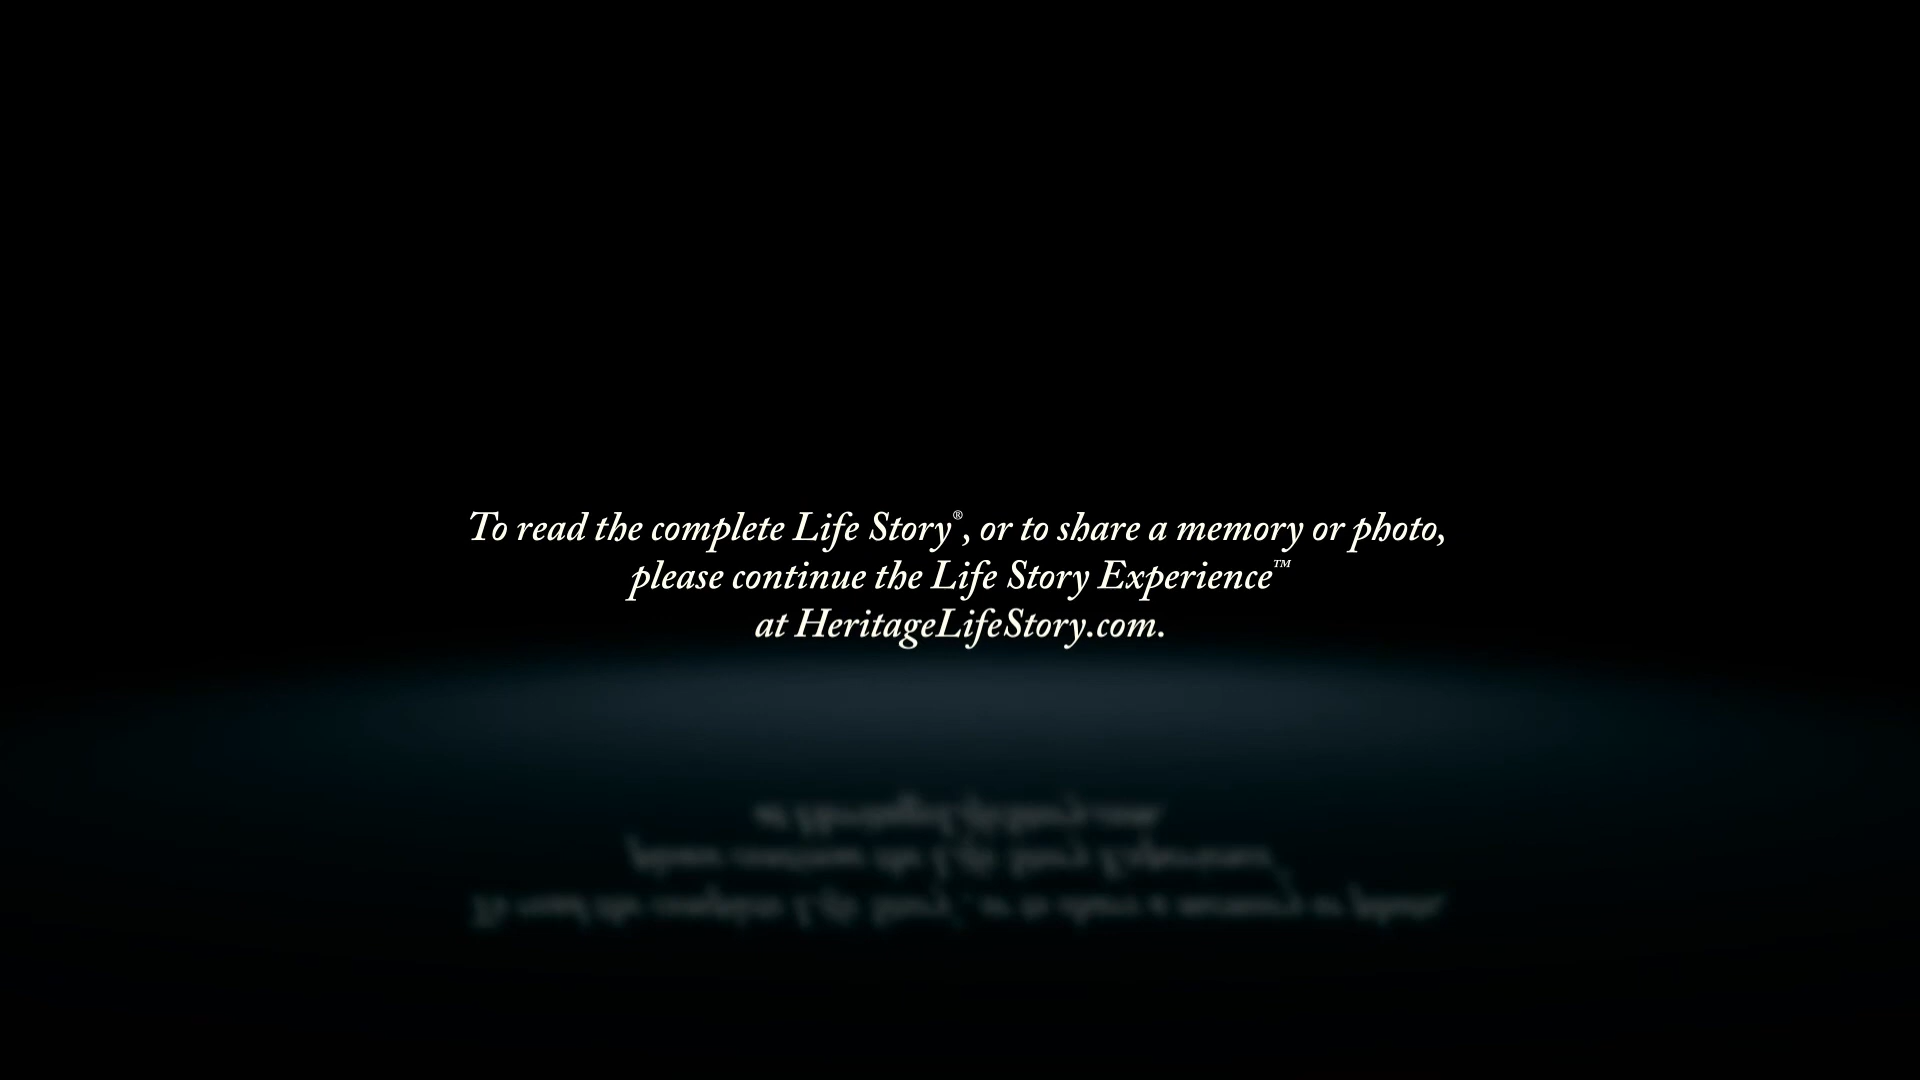 To read the complete Life Story®, or to share a memory or photo,
please continue the Life Story Experience™
at HeritageLifeStory.com.